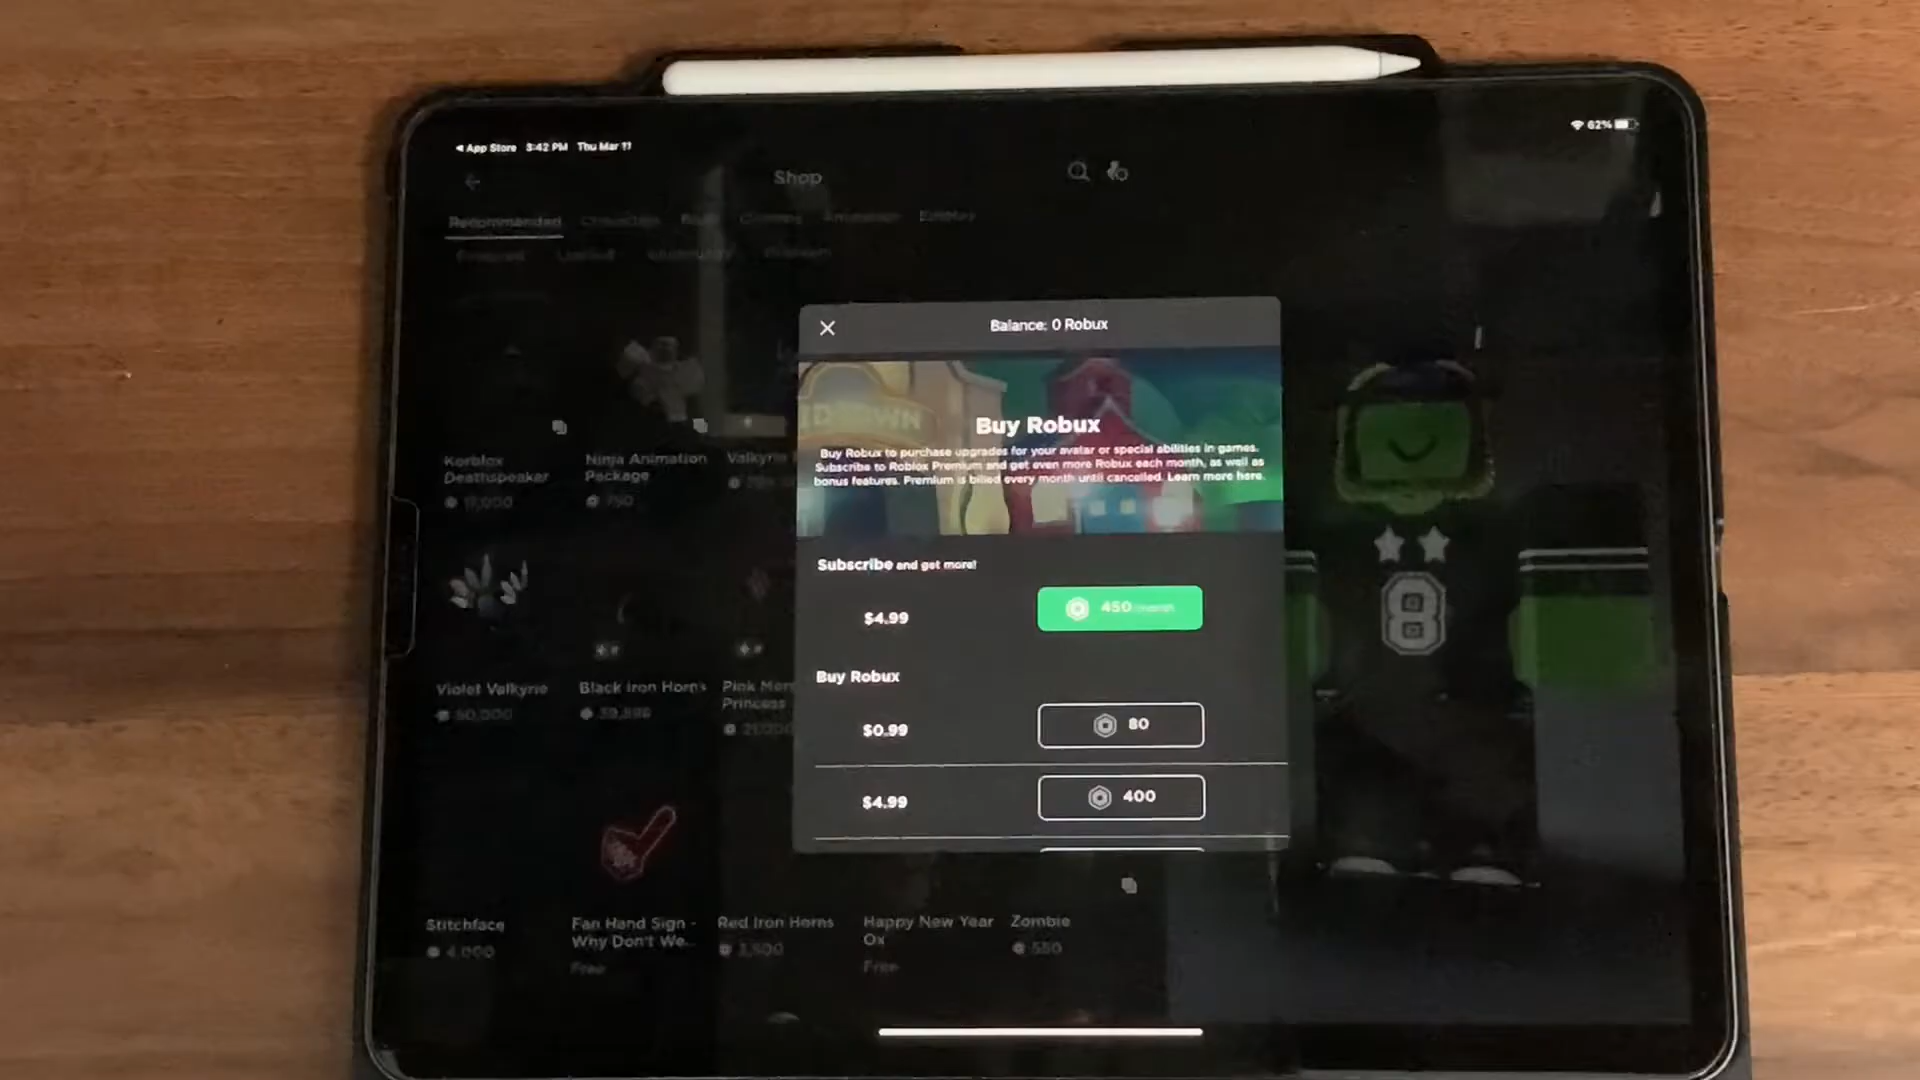 App Store 3:42 PM Thu Mar 11
62%
Shop
Recommended
Balance: 0 Robux
Buy Robux
Buy Robux to purchase upgrades for your avatar or special abilities in games.
Subscribe to Roblox Premium and get even more Robux each month, as well as
bonus features. Premium is billed every month until cancelled. Learn more here.
Subscribe and get more!
$4.99 450/month
Buy Robux
$0.99 80
$4.99 400
Korblox
Deathspeaker
17,000
Ninja Animation
Package
750
Valkyrie
Violet Valkyrie
50,000
Black Iron Horns
Pink
Princess
Stitchface
4,000
Fan Hand Sign -
Why Don't We...
Free
Red Iron Horns
Happy New Year
Ox
Free
Zombie
550
8